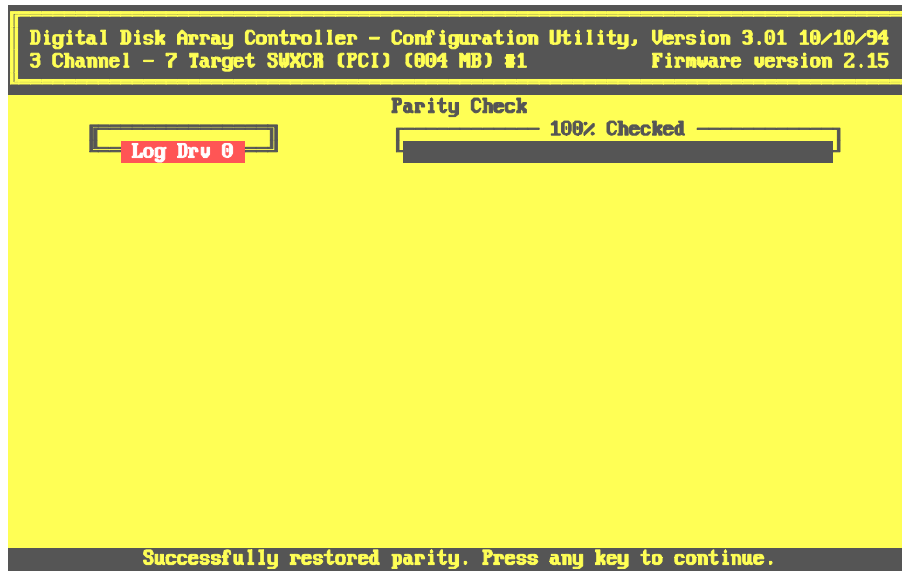 Digital Disk Array Controller - Configuration Utility, Version 3.01 10/10/94
3 Channel - 7 Target SWXCR (PCI) (004 MB) #1 Firmware version 2.15
Parity Check
100% Checked
Log Drv 0
Successfully restored parity. Press any key to continue.